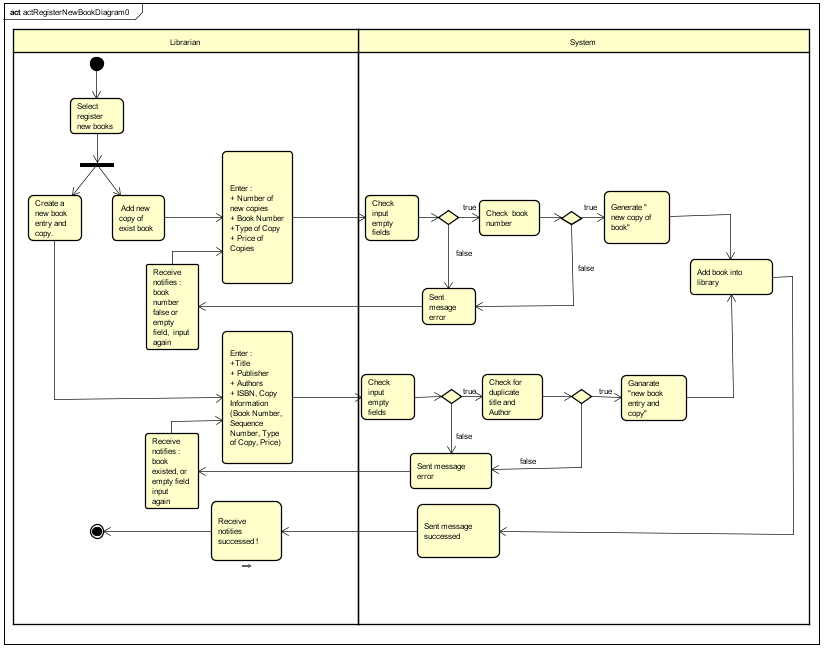 act actRegisterNewBookDiagram0
Librarian
System
Select
register
new books
Create a
new book
entry and
copy.
Add new
copy of
exist book
Enter :
+ Number of
new copies
+ Book Number
+Type of Copy
+ Price of
Copies
Check
input
empty
fields
true
false
Check book
number
true
false
Generate "
new copy of
book"
Add book into
library
Receive
notifies :
book
number
false or
empty
field, input
again
Sent
mesage
error
Enter :
+Title
+ Publisher
+ Authors
+ ISBN, Copy
Information
(Book Number,
Sequence
Number, Type
of Copy, Price)
Check
input
empty
fields
true
false
Check for
duplicate
title and
Author
true
false
Ganarate
"new book
entry and
copy"
Receive
notifies :
book
existed, or
empty field
input
again
Sent message
error
Receive
notities
successed !
Sent message
successed